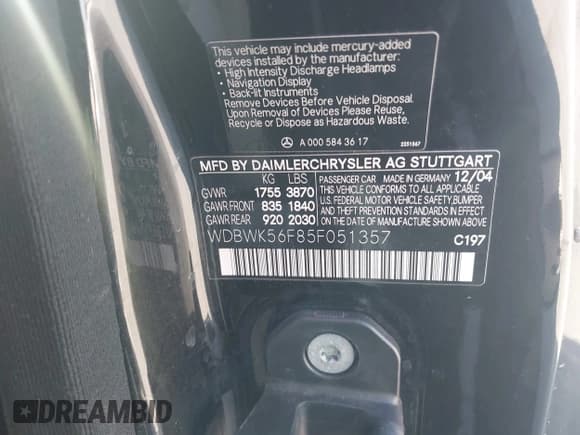 This vehicle may include mercury-added
devices installed by the manufacturer:
• High Intensity Discharge Headlamps
• Navigation Display
• Back-lit Instruments
Remove Devices Before Vehicle Disposal.
Upon Removal of Devices Please Reuse,
Recycle or Dispose as Hazardous Waste.
A 000 584 36 17
MFD BY DAIMLERCHRYSLER AG STUTTGART
KG LBS PASSENGER CAR MADE IN GERMANY 12/04
GVWR 1755 3870 THIS VEHICLE CONFORMS TO ALL APPLICABLE
GAWR FRONT 835 1840 U.S. FEDERAL MOTOR VEHICLE SAFETY,BUMPER
GAWR REAR 920 2030 AND THEFT PREVENTION STANDARDS IN EFFECT
ON THE DATE OF MANUFACTURE SHOWN ABOVE
WDBWK56F85F051357 C197
DREAMBID